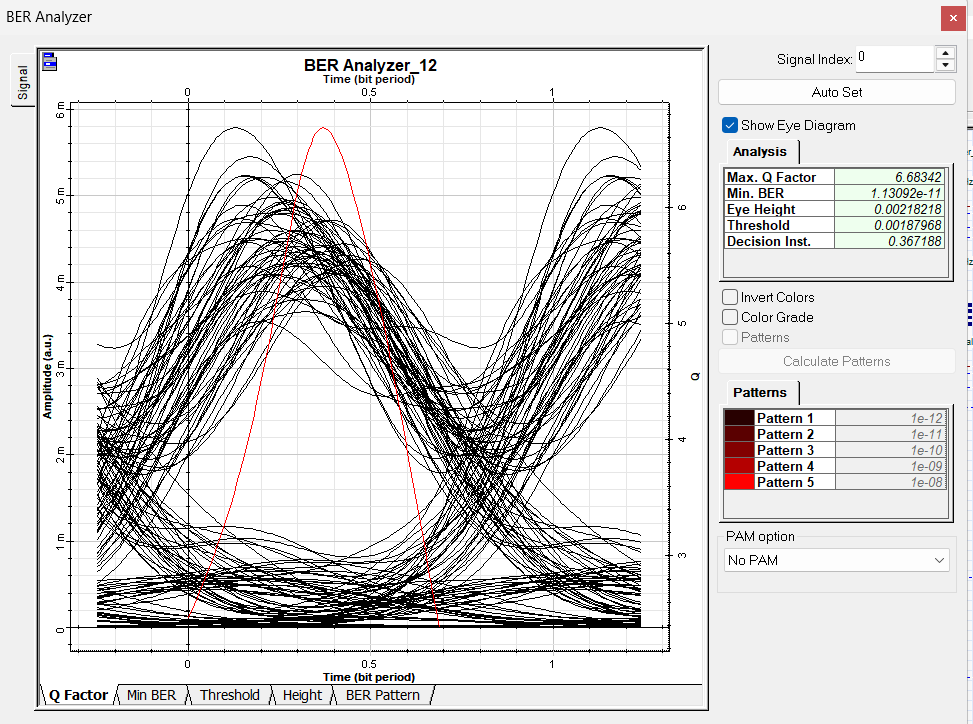 BER Analyzer
Signal
BER Analyzer_12
Time (bit period)
0 0.5 1
6 m
5 m
4 m
3 m
2 m
1 m
0
Amplitude (a.u.)
6
5
4
3
Q
0 0.5 1
Time (bit period)
Q Factor Min BER Threshold Height BER Pattern
Signal Index: 0
Auto Set
Show Eye Diagram
Analysis
Max. Q Factor 6.68342
Min. BER 1.13092e-11
Eye Height 0.00218218
Threshold 0.00187968
Decision Inst. 0.367188
Invert Colors
Color Grade
Patterns
Calculate Patterns
Patterns
Pattern 1 1e-12
Pattern 2 1e-11
Pattern 3 1e-10
Pattern 4 1e-09
Pattern 5 1e-08
PAM option
No PAM